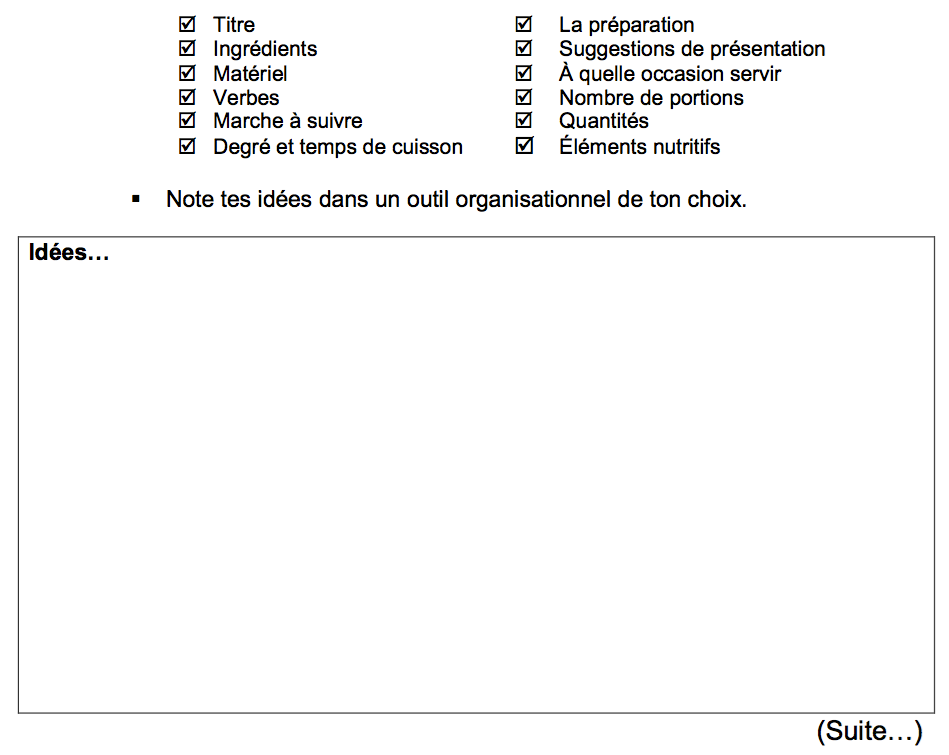 ☑ Titre
☑ Ingrédients
☑ Matériel
☑ Verbes
☑ Marche à suivre
☑ Degré et temps de cuisson
☑ La préparation
☑ Suggestions de présentation
☑ À quelle occasion servir
☑ Nombre de portions
☑ Quantités
☑ Éléments nutritifs
▪ Note tes idées dans un outil organisationnel de ton choix.
Idées…
(Suite…)